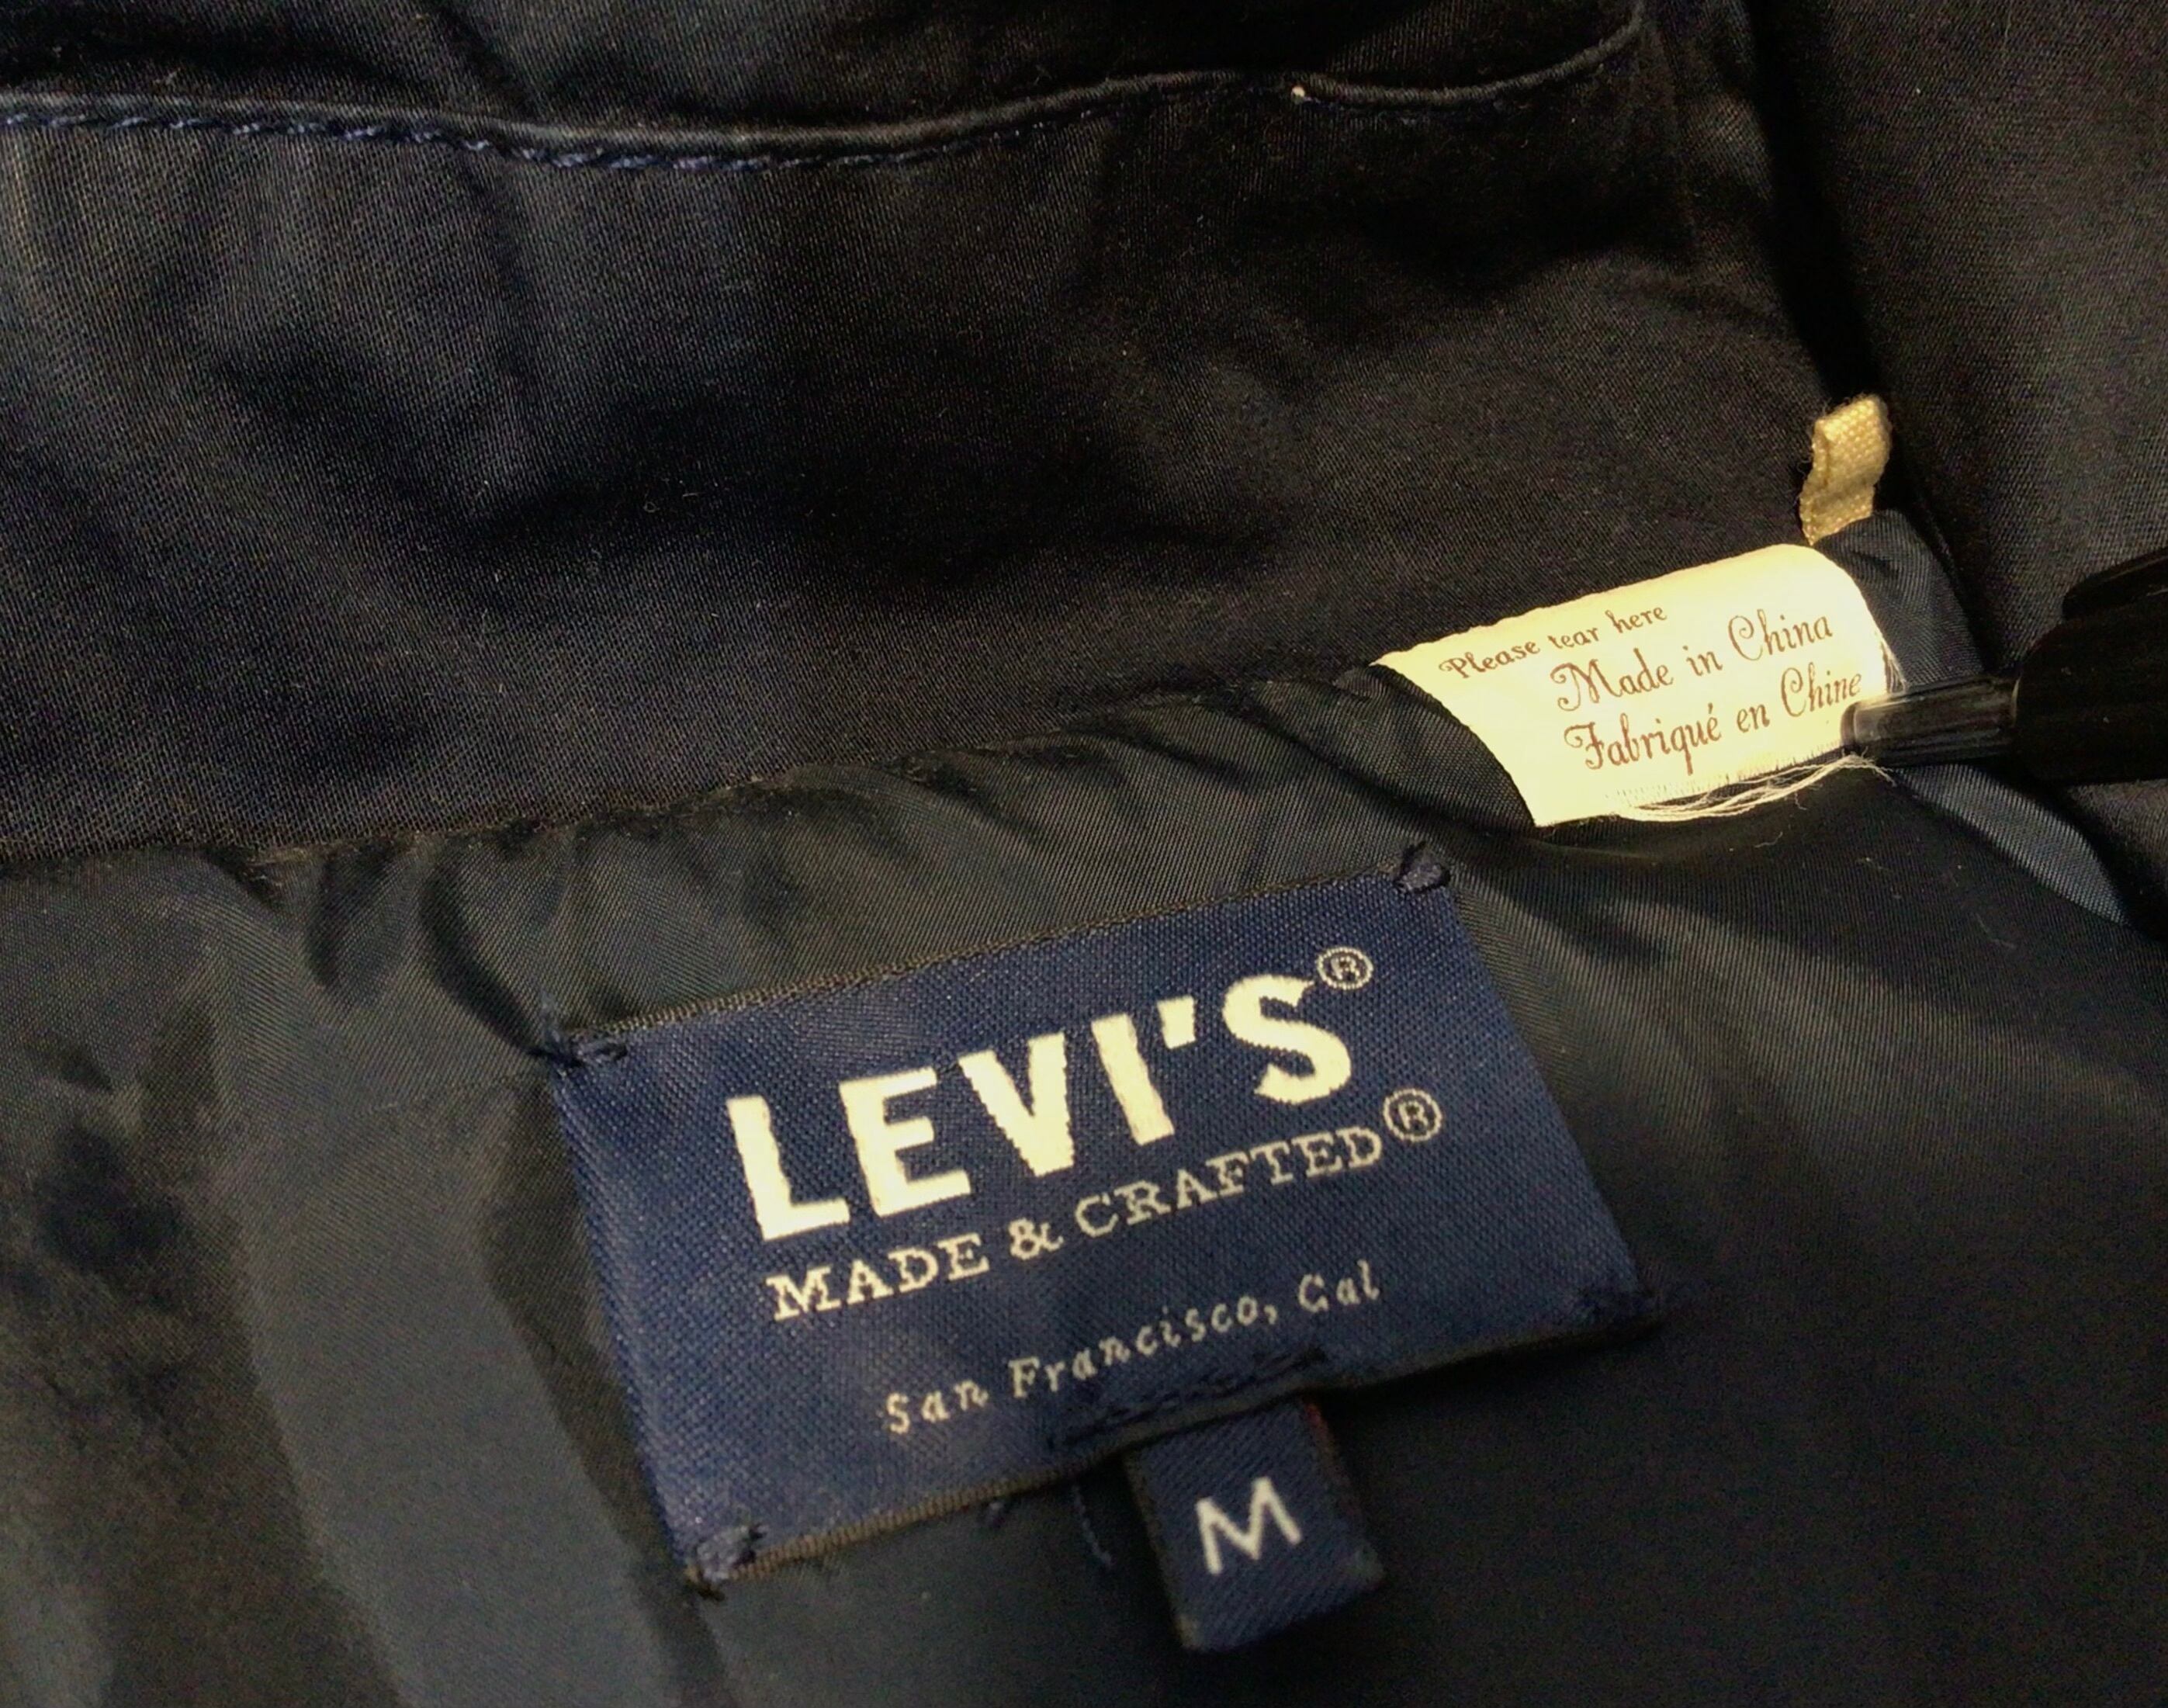 Please tear here
Made in China
Fabriqué en Chine
LEVI'S®
MADE & CRAFTED®
San Francisco, Cal
M